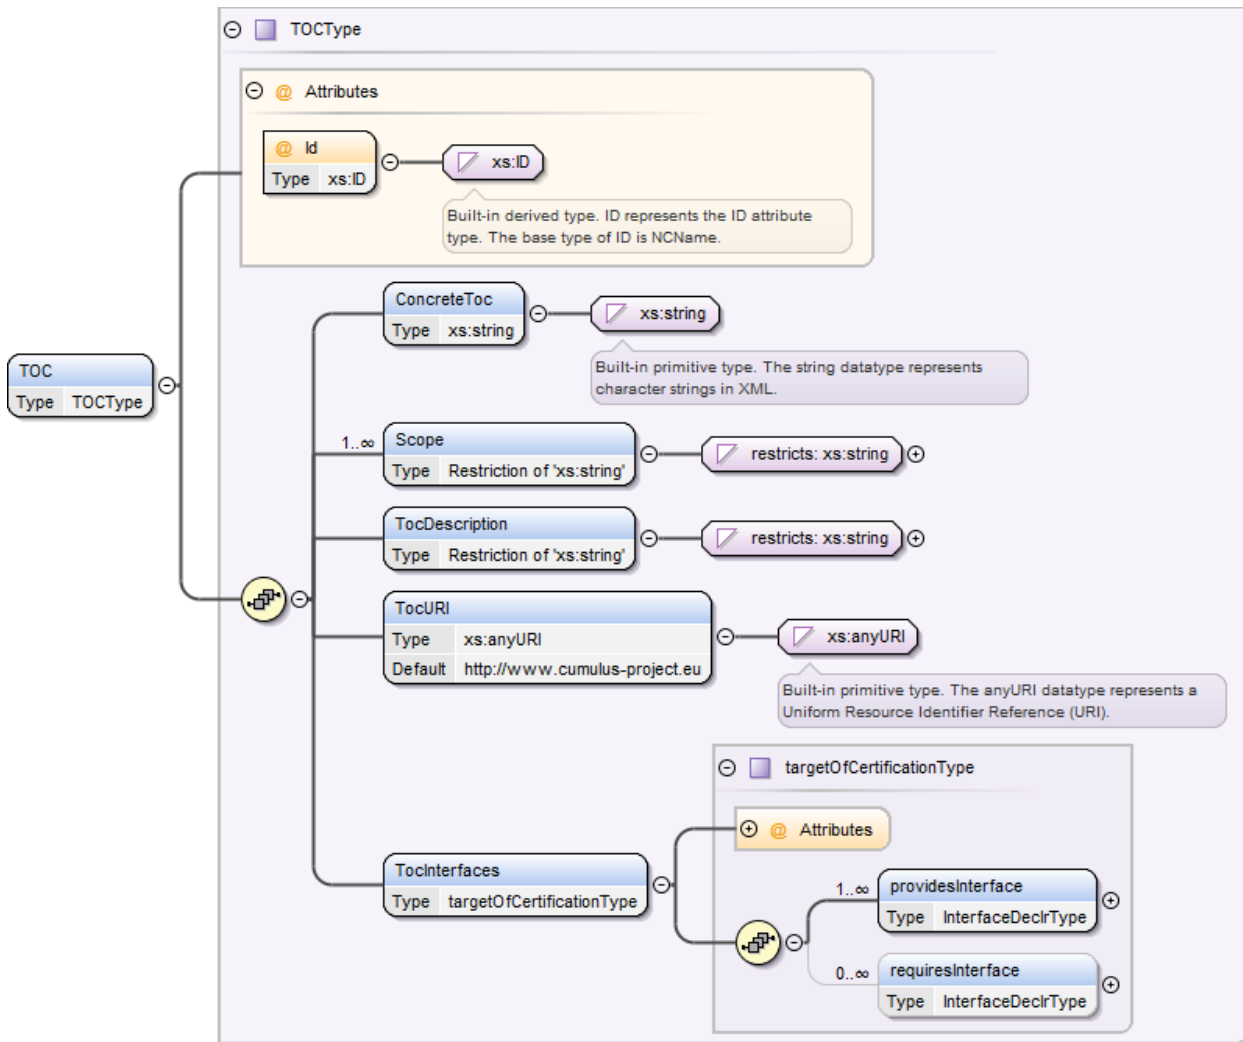 TOCType
@ Attributes
@ Id
Type xs:ID
xs:ID
Built-in derived type. ID represents the ID attribute
type. The base type of ID is NCName.
ConcreteToc
Type xs:string
xs:string
Built-in primitive type. The string datatype represents
character strings in XML.
TOC
Type TOCType
1..∞
Scope
Type Restriction of 'xs:string'
restricts: xs:string
TocDescription
Type Restriction of 'xs:string'
restricts: xs:string
TocURI
Type xs:anyURI
Default http://www.cumulus-project.eu
xs:anyURI
Built-in primitive type. The anyURI datatype represents a
Uniform Resource Identifier Reference (URI).
targetOfCertificationType
@ Attributes
TocInterfaces
Type targetOfCertificationType
1..∞
providesInterface
Type InterfaceDeclrType
0..∞
requiresInterface
Type InterfaceDeclrType